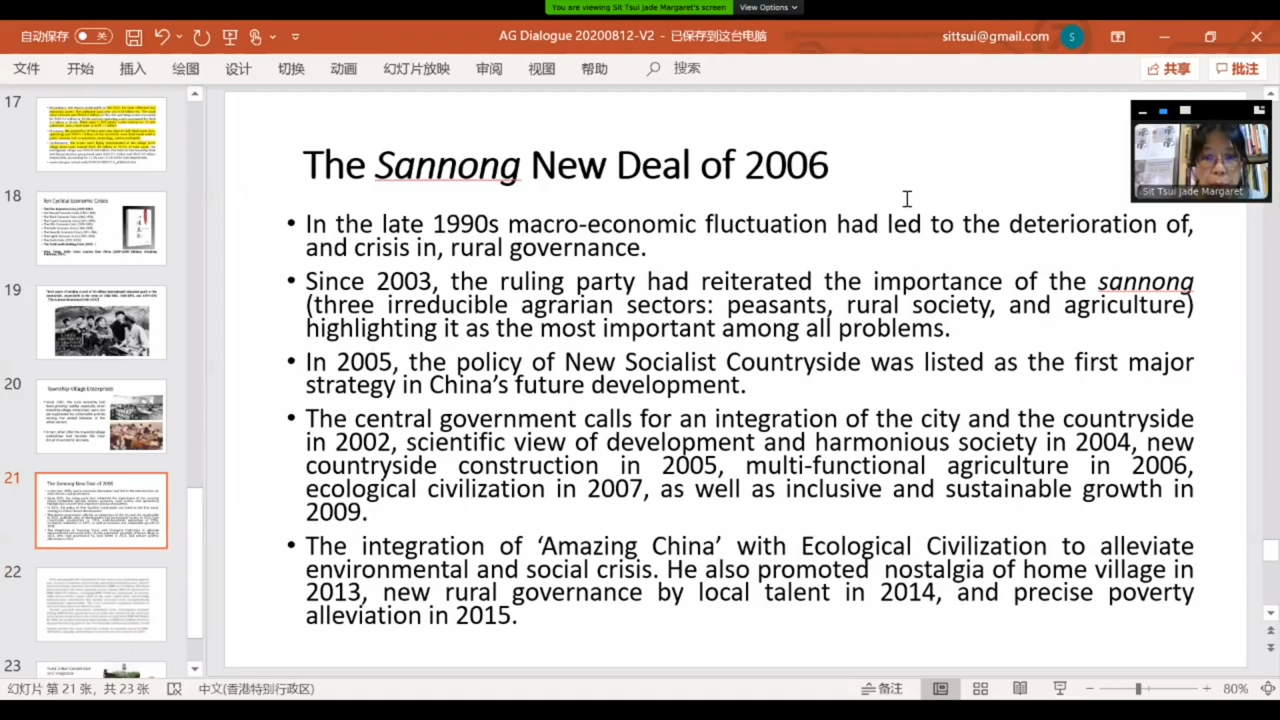 You are viewing Sit Tsui Jade Margaret's screen
View Options
自动保存
关
AG Dialogue 20200812-V2 - 已保存到这台电脑
sittsui@gmail.com
S
文件 开始 插入 绘图 设计 切换 动画 幻灯片放映 审阅 视图 帮助 搜索
共享 批注
17
18
Ten Cyclical Economic Crises
19
20
Township-Village Enterprises
21
The Sannong New Deal of 2006
22
23
The Sannong New Deal of 2006
• In the late 1990s macro-economic fluctuation had led to the deterioration of,
and crisis in, rural governance.
• Since 2003, the ruling party had reiterated the importance of the sannong
(three irreducible agrarian sectors: peasants, rural society, and agriculture)
highlighting it as the most important among all problems.
• In 2005, the policy of New Socialist Countryside was listed as the first major
strategy in China's future development.
• The central government calls for an integration of the city and the countryside
in 2002, scientific view of development and harmonious society in 2004, new
countryside construction in 2005, multi-functional agriculture in 2006,
ecological civilization in 2007, as well as inclusive and sustainable growth in
2009.
• The integration of ‘Amazing China’ with Ecological Civilization to alleviate
environmental and social crisis. He also promoted nostalgia of home village in
2013, new rural governance by local talent in 2014, and precise poverty
alleviation in 2015.
Sit Tsui Jade Margaret
幻灯片 第 21 张，共 23 张
中文(香港特别行政区)
备注
80%